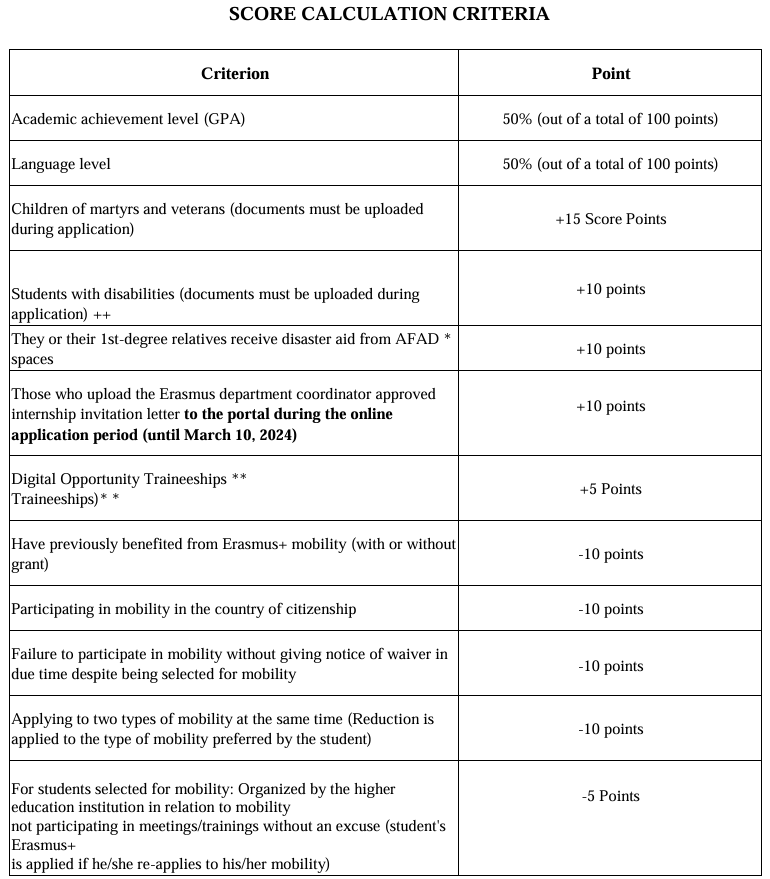 SCORE CALCULATION CRITERIA
Criterion
Point
Academic achievement level (GPA)
50% (out of a total of 100 points)
Language level
50% (out of a total of 100 points)
Children of martyrs and veterans (documents must be uploaded
during application)
+15 Score Points
Students with disabilities (documents must be uploaded during
application) ++
+10 points
They or their 1st-degree relatives receive disaster aid from AFAD *
spaces
+10 points
Those who upload the Erasmus department coordinator approved
internship invitation letter to the portal during the online
application period (until March 10, 2024)
+10 points
Digital Opportunity Traineeships **
Traineeships)* *
+5 Points
Have previously benefited from Erasmus+ mobility (with or without
grant)
-10 points
Participating in mobility in the country of citizenship
-10 points
Failure to participate in mobility without giving notice of waiver in
due time despite being selected for mobility
-10 points
Applying to two types of mobility at the same time (Reduction is
applied to the type of mobility preferred by the student)
-10 points
For students selected for mobility: Organized by the higher
education institution in relation to mobility
not participating in meetings/trainings without an excuse (student's
Erasmus+
is applied if he/she re-applies to his/her mobility)
-5 Points